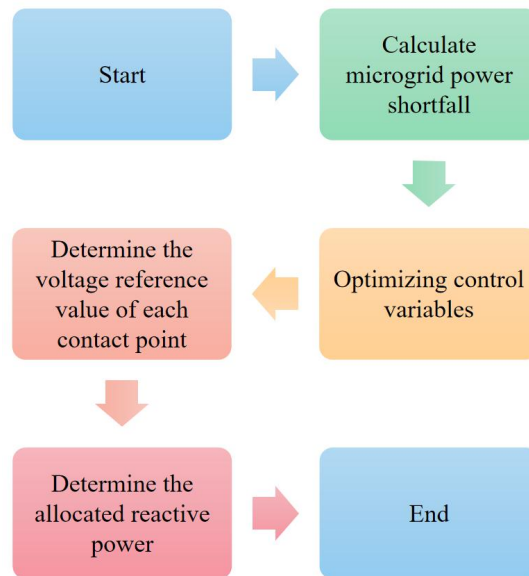 Start
Calculate
microgrid power
shortfall
Optimizing control
variables
Determine the
voltage reference
value of each
contact point
Determine the
allocated reactive
power
End